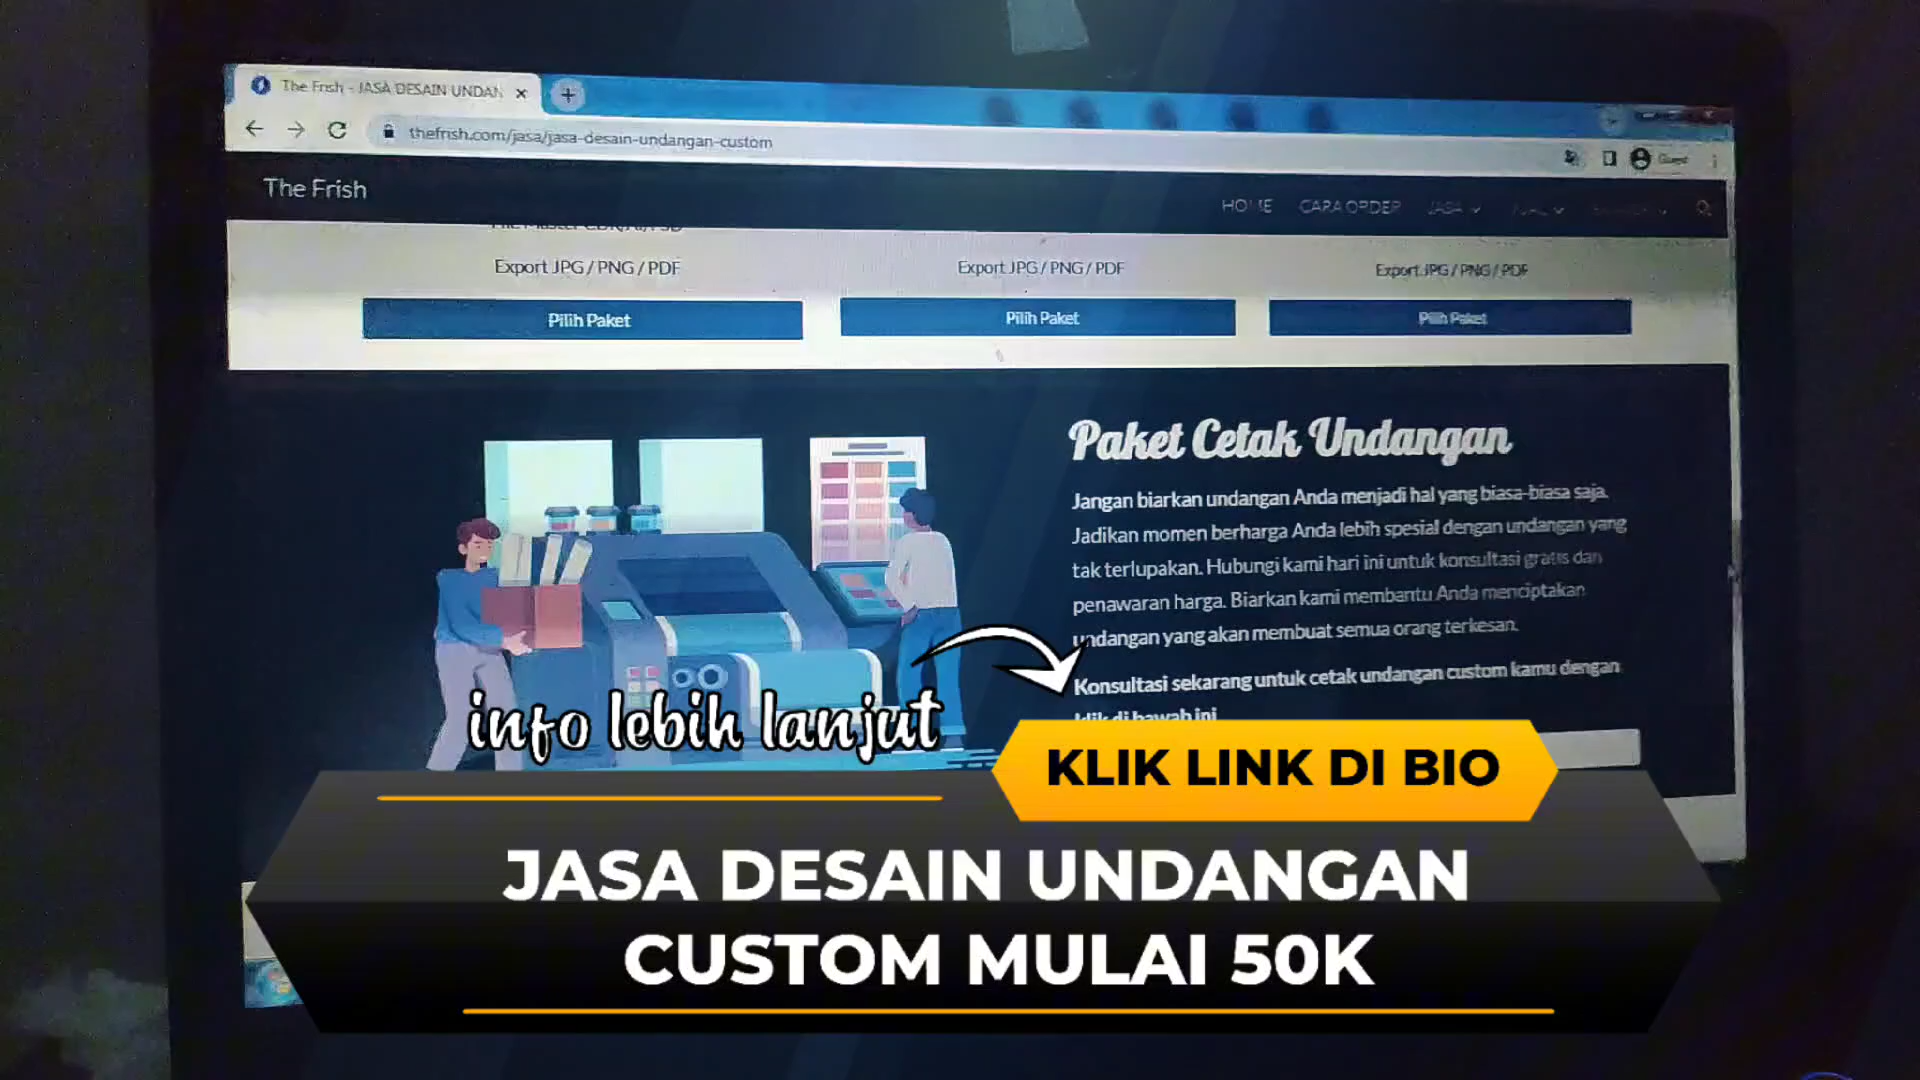 The Frish - JASA DESAIN UNDAN
thefrish.com/jasa/jasa-desain-undangan-custom
Guest
The Frish
HOME CARA ORDER JASA
Export JPG / PNG / PDF
Export JPG / PNG / PDF
Export JPG / PNG / PDF
Pilih Paket
Pilih Paket
Pilih Paket
Paket Cetak Undangan
Jangan biarkan undangan Anda menjadi hal yang biasa-biasa saja.
Jadikan momen berharga Anda lebih spesial dengan undangan yang
tak terlupakan. Hubungi kami hari ini untuk konsultasi gratis dan
penawaran harga. Biarkan kami membantu Anda menciptakan
undangan yang akan membuat semua orang terkesan.
Konsultasi sekarang untuk cetak undangan custom kamu dengan
klik di bawah ini
info lebih lanjut
KLIK LINK DI BIO
JASA DESAIN UNDANGAN
CUSTOM MULAI 50K